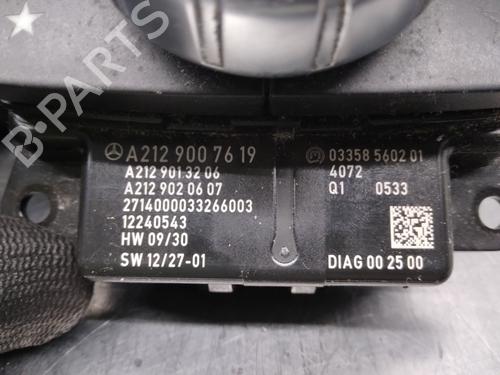 A 212 900 76 19
A 212 901 32 06
A 212 902 06 07
2714000033266003
12240543
HW 09/30
SW 12/27-01
03358 5602 01
4072
Q1 0533
DIAG 00 25 00